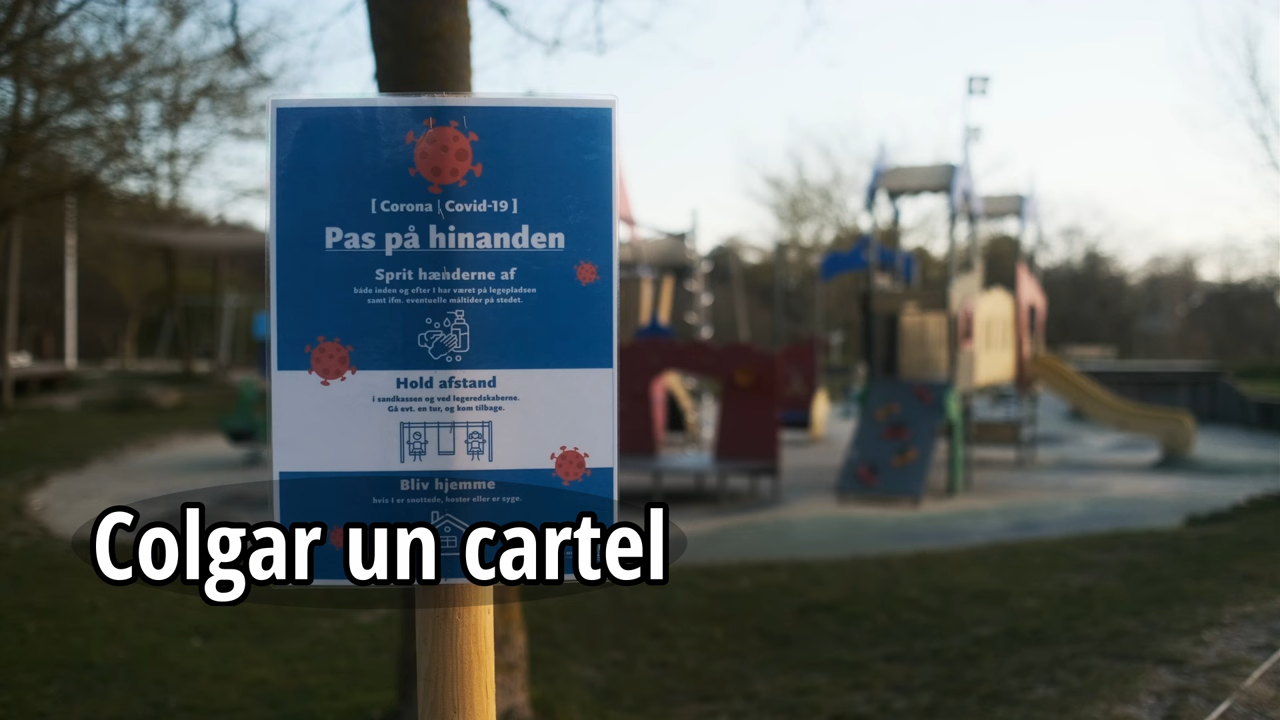 [ Corona Covid-19 ]
Pas på hinanden
Sprit hænderne af
både inden og efter I har været på legepladsen
samt ifm. eventuelle måltider på stedet.
Hold afstand
i sandkassen og ved legeredskaberne.
Gå evt. en tur, og kom tilbage.
Bliv hjemme
hvis I er snottede, hoster eller er syge.
Colgar un cartel